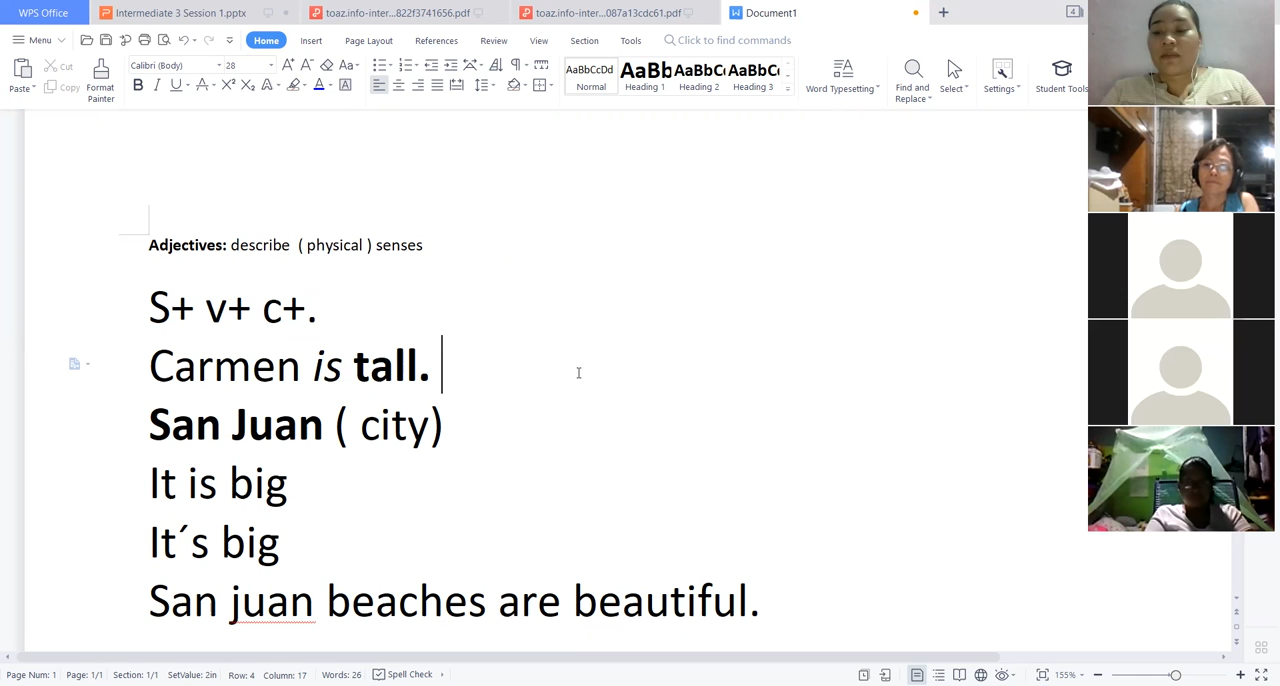 WPS Office
Intermediate 3 Session 1.pptx
toaz.info-inter...822f3741656.pdf
toaz.info-inter...087a13cdc61.pdf
Document1
4
Menu
Home
Insert
Page Layout
References
Review
View
Section
Tools
Click to find commands
Paste
Cut
Copy
Format Painter
Calibri (Body)
28
AaBbCcDd
Normal
AaBb
Heading 1
AaBbC
Heading 2
AaBbC
Heading 3
Word Typesetting
Find and Replace
Select
Settings
Student Tools
Adjectives: describe ( physical ) senses
S+ v+ c+.
Carmen is tall.
San Juan ( city)
It is big
It´s big
San juan beaches are beautiful.
Page Num: 1 Page: 1/1 Section: 1/1 SetValue: 2in Row: 4 Column: 17 Words: 26 Spell Check 155%